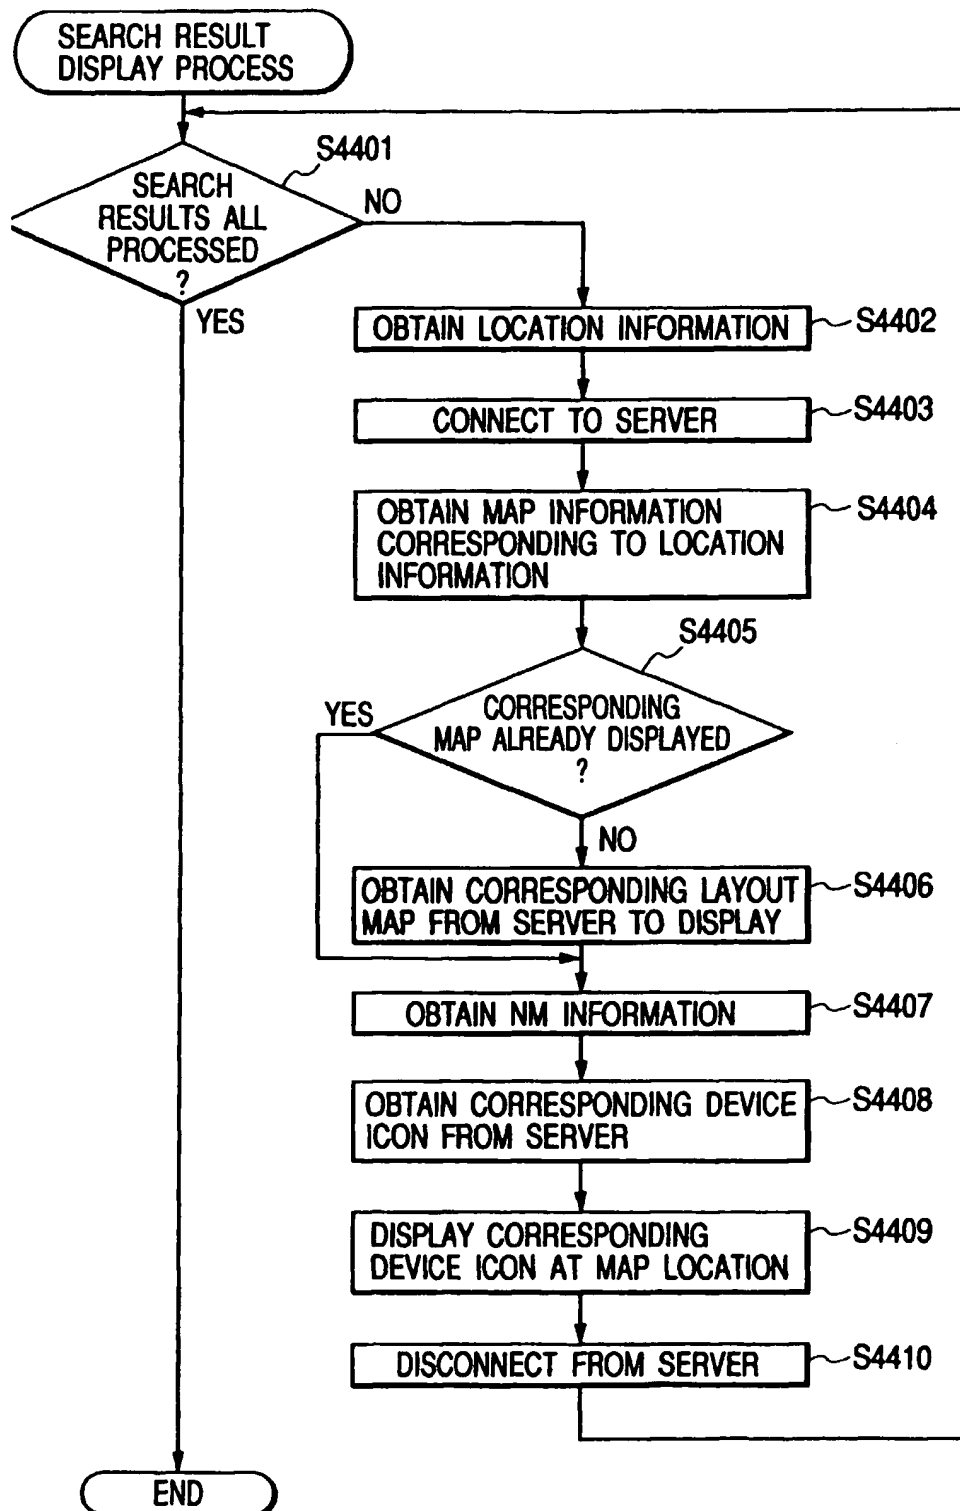 SEARCH RESULT
DISPLAY PROCESS
S4401
SEARCH
RESULTS ALL
PROCESSED
?
NO
YES
OBTAIN LOCATION INFORMATION
S4402
CONNECT TO SERVER
S4403
OBTAIN MAP INFORMATION
CORRESPONDING TO LOCATION
INFORMATION
S4404
S4405
CORRESPONDING
MAP ALREADY DISPLAYED
?
YES
NO
OBTAIN CORRESPONDING LAYOUT
MAP FROM SERVER TO DISPLAY
S4406
OBTAIN NM INFORMATION
S4407
OBTAIN CORRESPONDING DEVICE
ICON FROM SERVER
S4408
DISPLAY CORRESPONDING
DEVICE ICON AT MAP LOCATION
S4409
DISCONNECT FROM SERVER
S4410
END